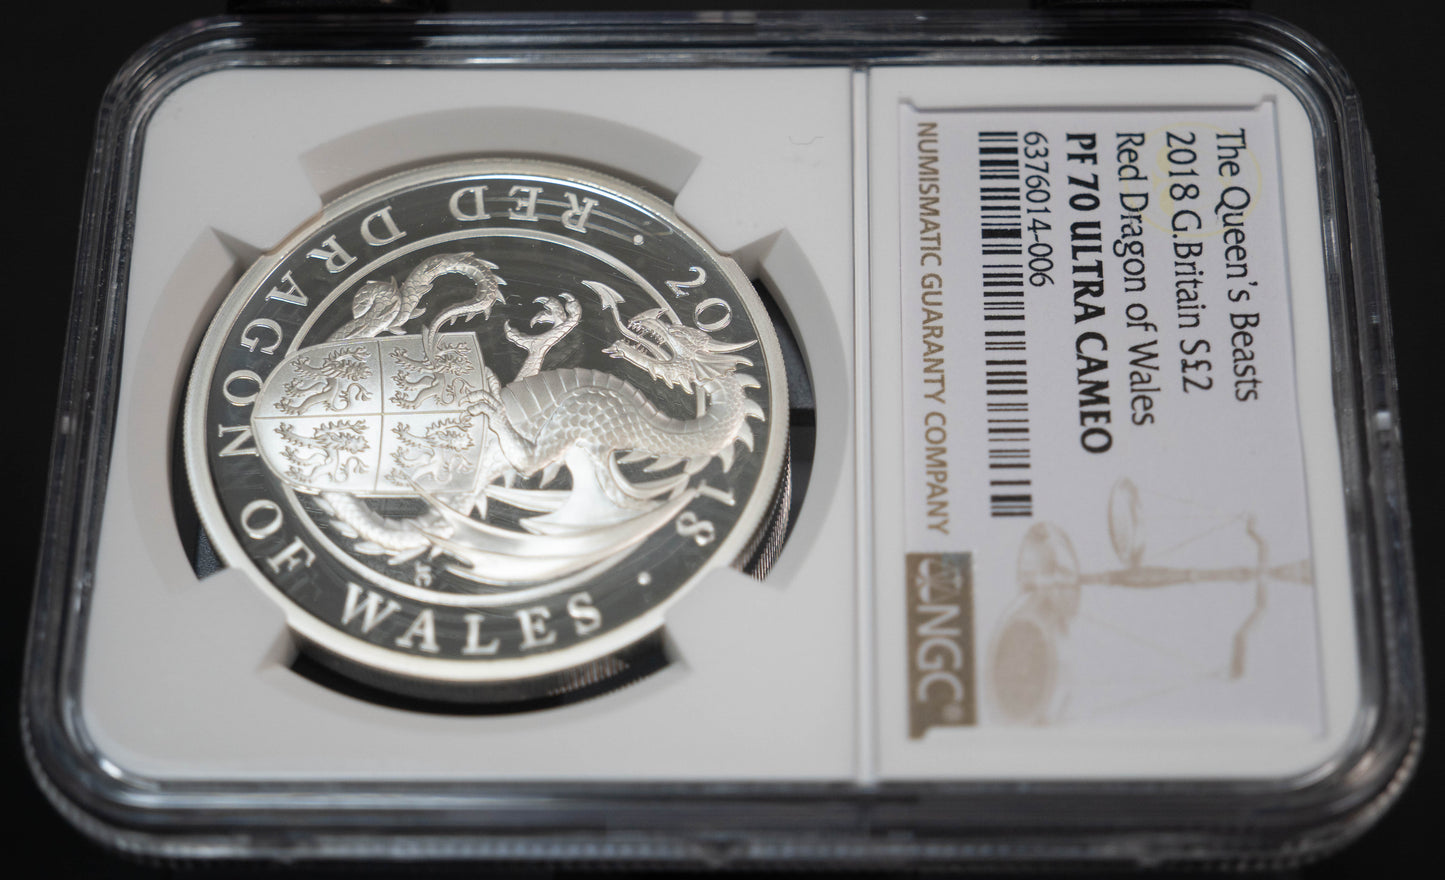 The Queen's Beasts
2018 G.Britain S£2
Red Dragon of Wales
PF 70 ULTRA CAMEO
6376014-006
NUMISMATIC GUARANTY COMPANY
NGC®
RED DRAGON OF WALES · 2018 ·